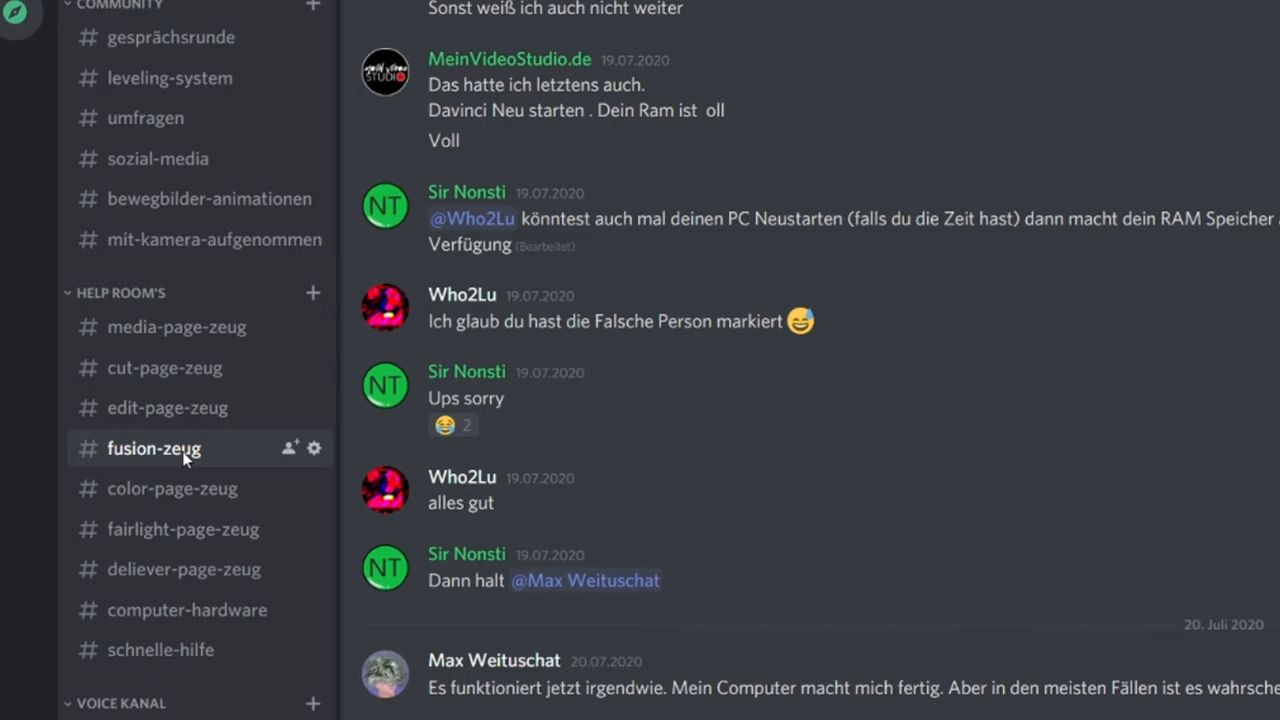 COMMUNITY
# gesprächsrunde
# leveling-system
# umfragen
# sozial-media
# bewegbilder-animationen
# mit-kamera-aufgenommen
HELP ROOM'S
# media-page-zeug
# cut-page-zeug
# edit-page-zeug
# fusion-zeug
# color-page-zeug
# fairlight-page-zeug
# deliever-page-zeug
# computer-hardware
# schnelle-hilfe
VOICE KANAL
Sonst weiß ich auch nicht weiter
MeinVideoStudio.de 19.07.2020
Das hatte ich letztens auch.
Davinci Neu starten . Dein Ram ist oll
Voll
Sir Nonsti 19.07.2020
@Who2Lu könntest auch mal deinen PC Neustarten (falls du die Zeit hast) dann macht dein RAM Speicher
Verfügung (Bearbeitet)
Who2Lu 19.07.2020
Ich glaub du hast die Falsche Person markiert 😅
Sir Nonsti 19.07.2020
Ups sorry
😂 2
Who2Lu 19.07.2020
alles gut
Sir Nonsti 19.07.2020
Dann halt @Max Weituschat
20. Juli 2020
Max Weituschat 20.07.2020
Es funktioniert jetzt irgendwie. Mein Computer macht mich fertig. Aber in den meisten Fällen ist es wahrsche
NT
NT
NT
STUDIO